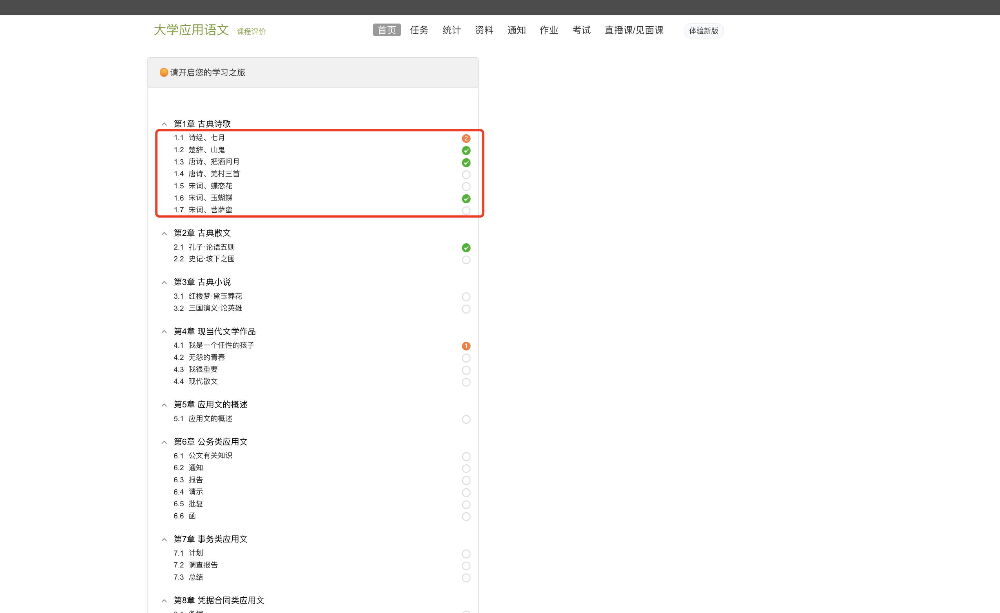 大学应用语文 课程评价 首页 任务 统计 资料 通知 作业 考试 直播课/见面课 体验新版
请开启您的学习之旅
第1章 古典诗歌
1.1 诗经、七月 2
1.2 楚辞、山鬼
1.3 唐诗、把酒问月
1.4 唐诗、羌村三首
1.5 宋词、蝶恋花
1.6 宋词、玉蝴蝶
1.7 宋词、菩萨蛮
第2章 古典散文
2.1 孔子·论语五则
2.2 史记·垓下之围
第3章 古典小说
3.1 红楼梦·黛玉葬花
3.2 三国演义·论英雄
第4章 现当代文学作品
4.1 我是一个任性的孩子 1
4.2 无怨的青春
4.3 我很重要
4.4 现代散文
第5章 应用文的概述
5.1 应用文的概述
第6章 公务类应用文
6.1 公文有关知识
6.2 通知
6.3 报告
6.4 请示
6.5 批复
6.6 函
第7章 事务类应用文
7.1 计划
7.2 调查报告
7.3 总结
第8章 凭据合同类应用文